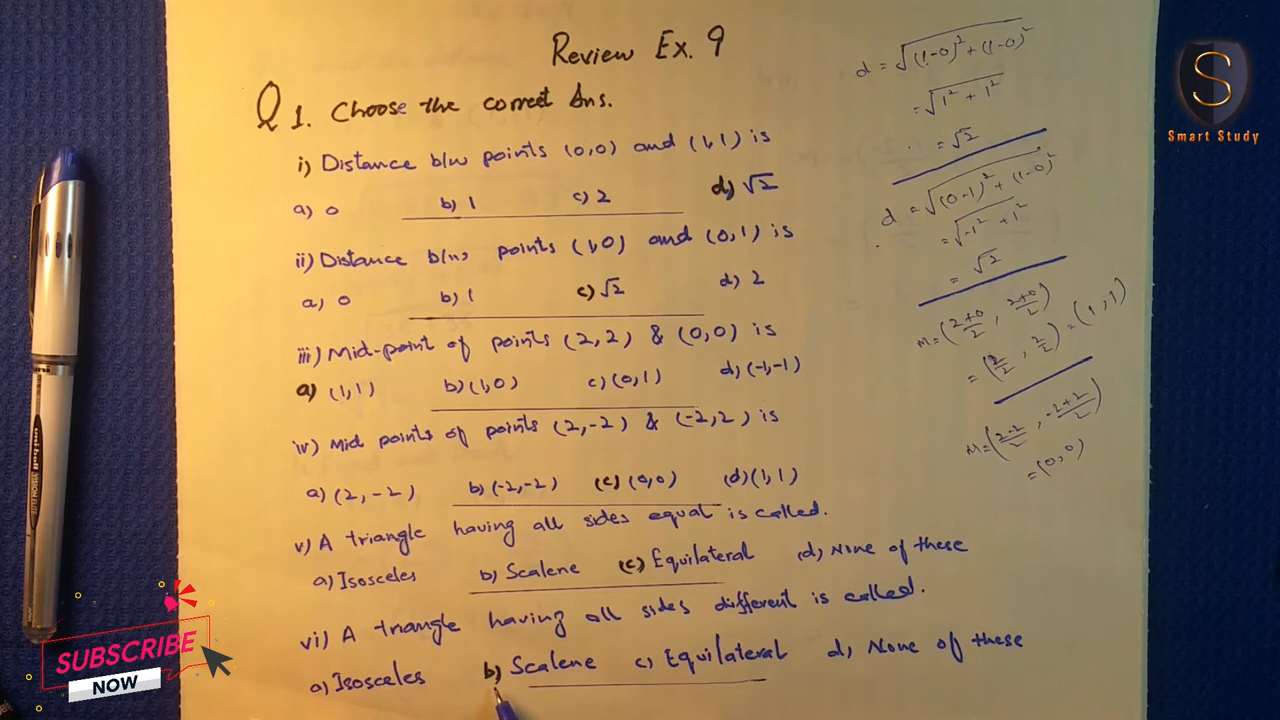 Review Ex. 9
Q1. Choose the correct Ans.
i) Distance b/w points (0,0) and (1,1) is
a) 0 b) 1 c) 2 d) √2
ii) Distance b/w points (1,0) and (0,1) is
a) 0 b) 1 c) √2 d) 2
iii) Mid-point of points (2,2) & (0,0) is
a) (1,1) b) (1,0) c) (0,1) d) (-1,-1)
iv) Mid points of points (2,-2) & (-2,2) is
a) (2,-2) b) (-2,-2) (c) (0,0) (d) (1,1)
v) A triangle having all sides equal is called.
a) Isosceles b) Scalene (c) Equilateral (d) None of these
vi) A triangle having all sides different is called.
a) Isosceles b) Scalene c) Equilateral d) None of these
d = √(1-0)² + (1-0)²
= √1² + 1²
= √2
d = √(0-1)² + (1-0)²
= √-1² + 1²
= √2
M = (2+0/2, 2+0/2)
= (2/2, 2/2) = (1,1)
M = (2-2/2, -2+2/2)
= (0,0)
S
Smart Study
uni-ball
VISION ELITE
SUBSCRIBE
NOW